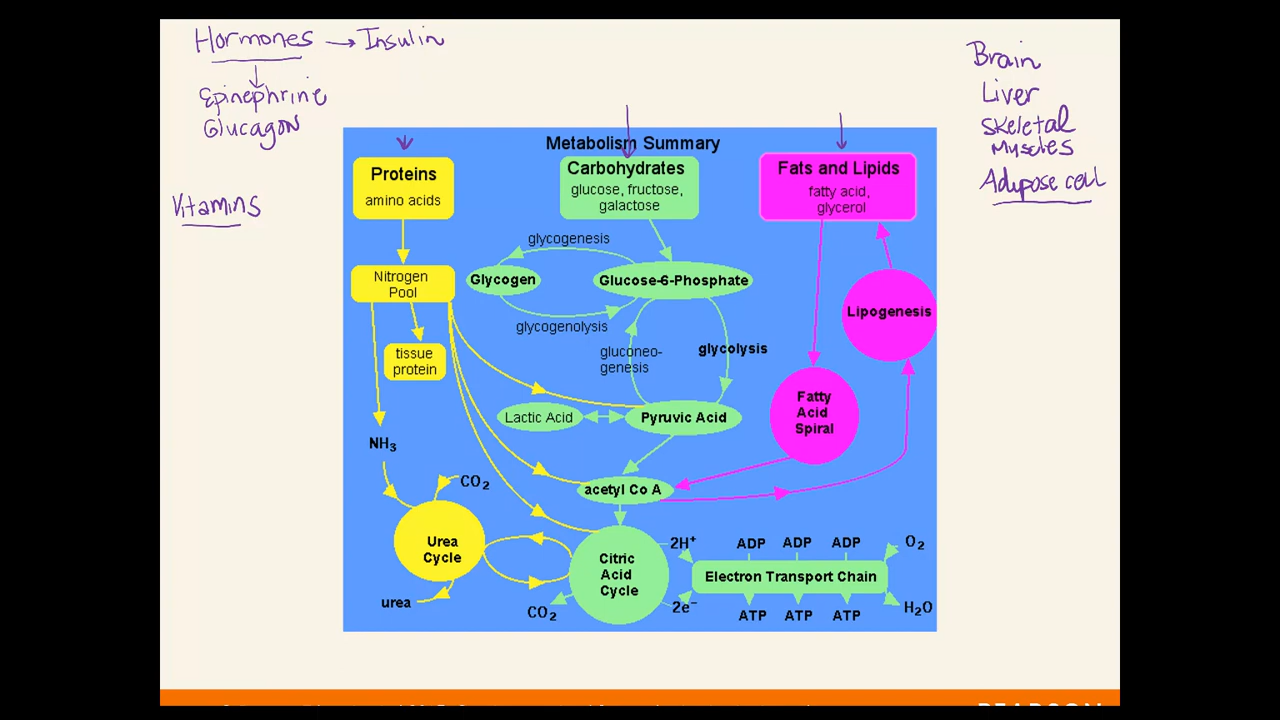 Hormones → Insulin
Epinephrine
Glucagon
Vitamins
Brain
Liver
Skeletal
Muscles
Adipose cell
Metabolism Summary
Proteins
amino acids
Carbohydrates
glucose, fructose,
galactose
Fats and Lipids
fatty acid,
glycerol
Nitrogen
Pool
glycogenesis
Glycogen
Glucose-6-Phosphate
glycogenolysis
Lipogenesis
tissue
protein
gluconeo-
genesis
glycolysis
Lactic Acid
Pyruvic Acid
Fatty
Acid
Spiral
NH3
CO2
acetyl Co A
Urea
Cycle
urea
Citric
Acid
Cycle
CO2
2H+
2e−
ADP ADP ADP
Electron Transport Chain
ATP ATP ATP
O2
H2O
PEARSON